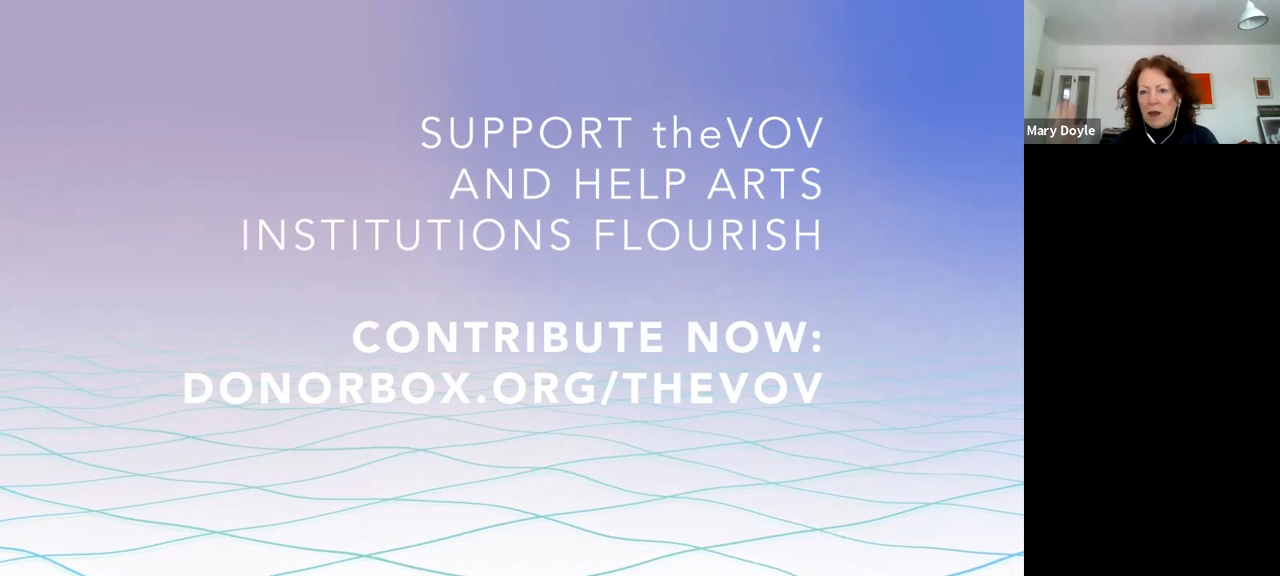 SUPPORT theVOV
AND HELP ARTS
INSTITUTIONS FLOURISH
CONTRIBUTE NOW:
DONORBOX.ORG/THEVOV
Mary Doyle